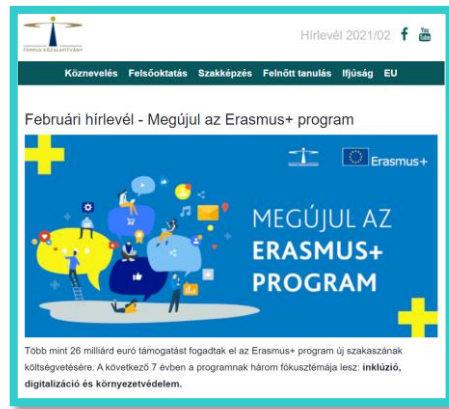 TEMPUS KÖZALAPÍTVÁNY
Hírlevél 2021/02
You
Tube
Köznevelés Felsőoktatás Szakképzés Felnőtt tanulás Ifjúság EU
Februári hírlevél - Megújul az Erasmus+ program
Erasmus+
MEGÚJUL AZ
ERASMUS+
PROGRAM
Több mint 26 milliárd euró támogatást fogadtak el az Erasmus+ program új szakaszának
költségvetésére. A következő 7 évben a programnak három fókusztémája lesz: inklúzió,
digitalizáció és környezetvédelem.